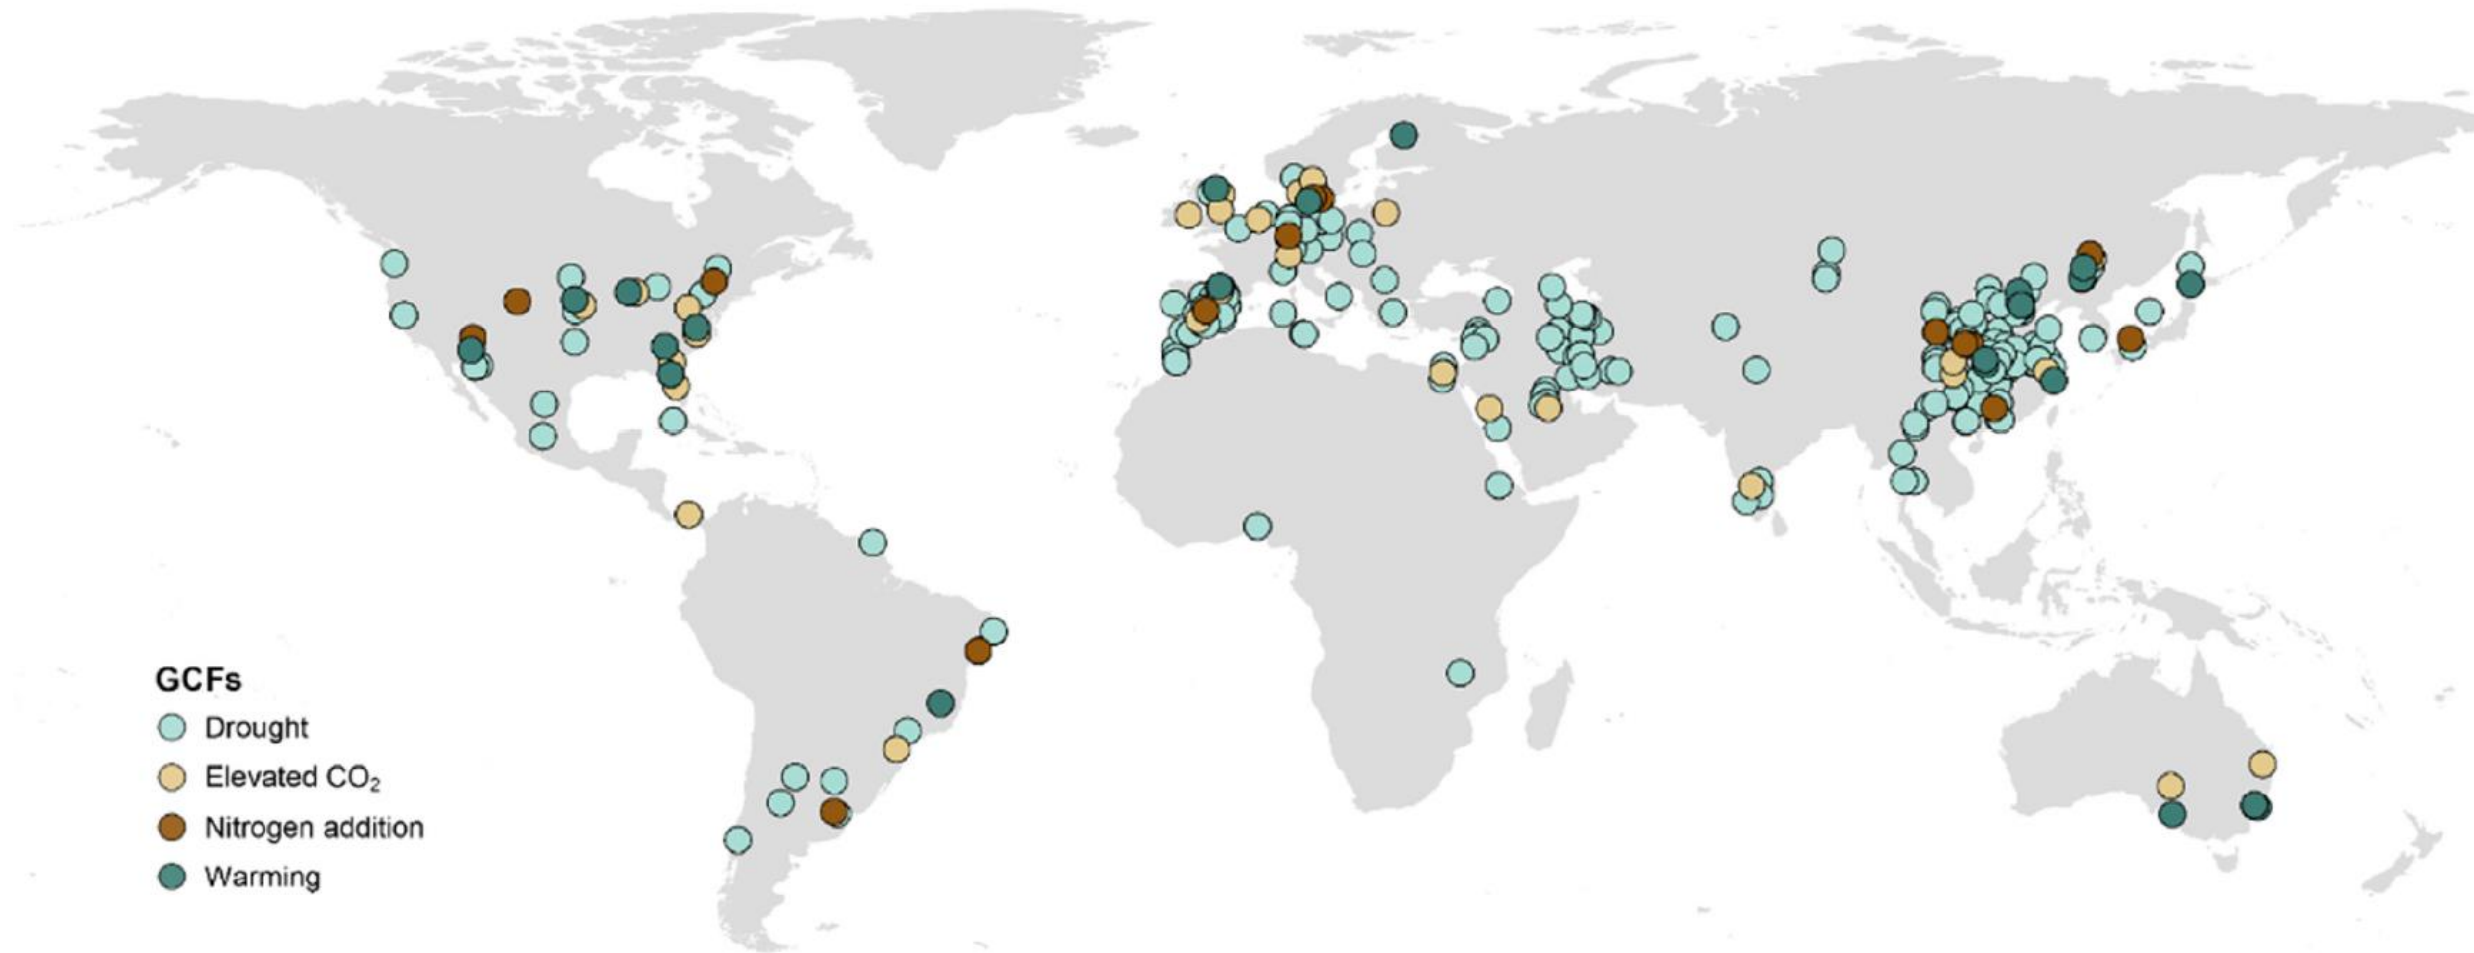 GCFs
Drought
Elevated CO₂
Nitrogen addition
Warming